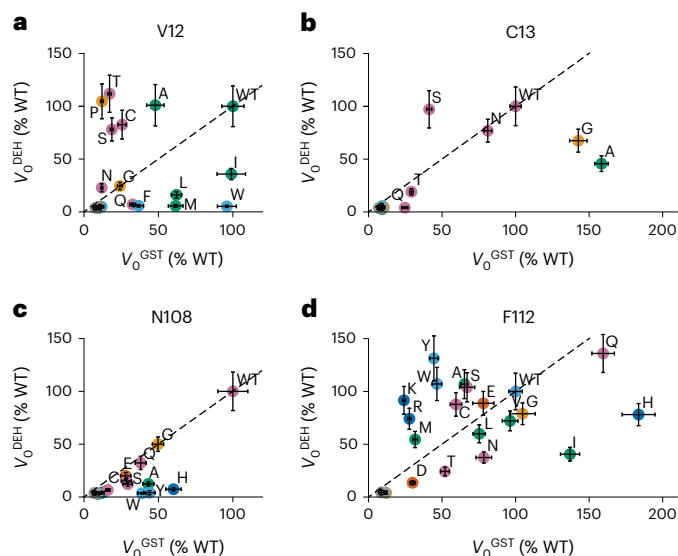 a
V12
150
100
50
0
V₀ᴰᴱᴴ (% WT)
P
T
S
C
A
WT
N
G
Q
F
L
M
I
W
0
50
100
V₀ᴳˢᵀ (% WT)
b
C13
150
100
50
0
V₀ᴰᴱᴴ (% WT)
S
WT
N
G
A
T
Q
0
50
100
150
200
V₀ᴳˢᵀ (% WT)
c
N108
150
100
50
0
V₀ᴰᴱᴴ (% WT)
WT
G
Q
E
C
S
A
H
W
Y
0
50
100
V₀ᴳˢᵀ (% WT)
d
F112
150
100
50
0
V₀ᴰᴱᴴ (% WT)
Y
Q
W
A
S
WT
K
E
C
V
G
H
R
M
L
N
I
T
D
0
50
100
150
200
V₀ᴳˢᵀ (% WT)